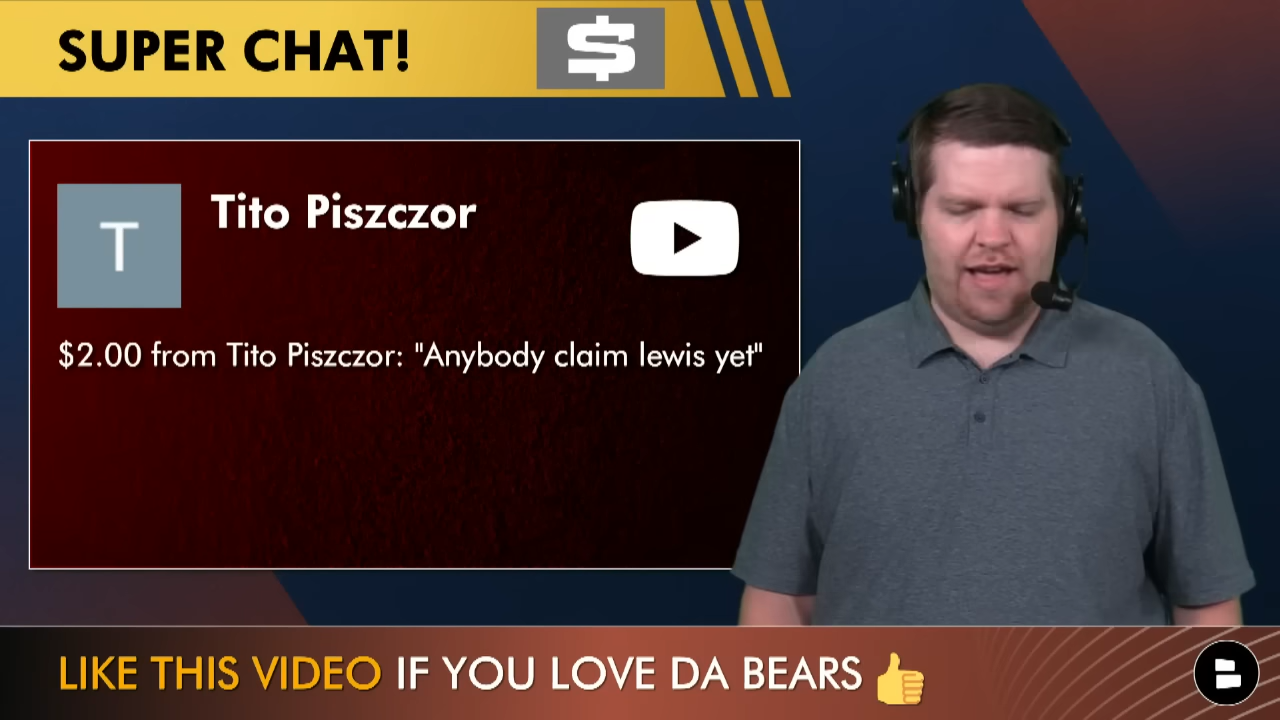 SUPER CHAT!
T
Tito Piszczor
$2.00 from Tito Piszczor: "Anybody claim lewis yet"
LIKE THIS VIDEO IF YOU LOVE DA BEARS 👍